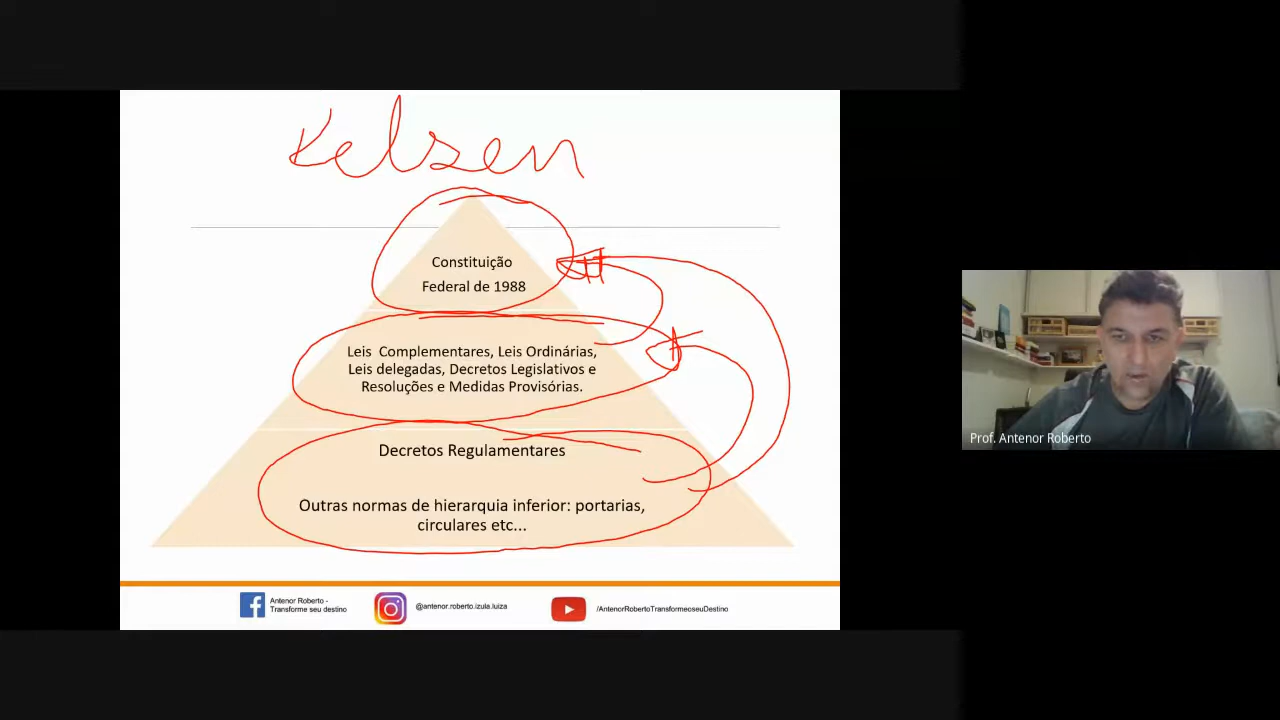 Kelsen
Constituição
Federal de 1988
Leis Complementares, Leis Ordinárias,
Leis delegadas, Decretos Legislativos e
Resoluções e Medidas Provisórias.
Decretos Regulamentares
Outras normas de hierarquia inferior: portarias,
circulares etc...
Antenor Roberto -
Transforme seu destino
@antenor.roberto.izula.luiza
/AntenorRobertoTransformeoseuDestino
Prof. Antenor Roberto